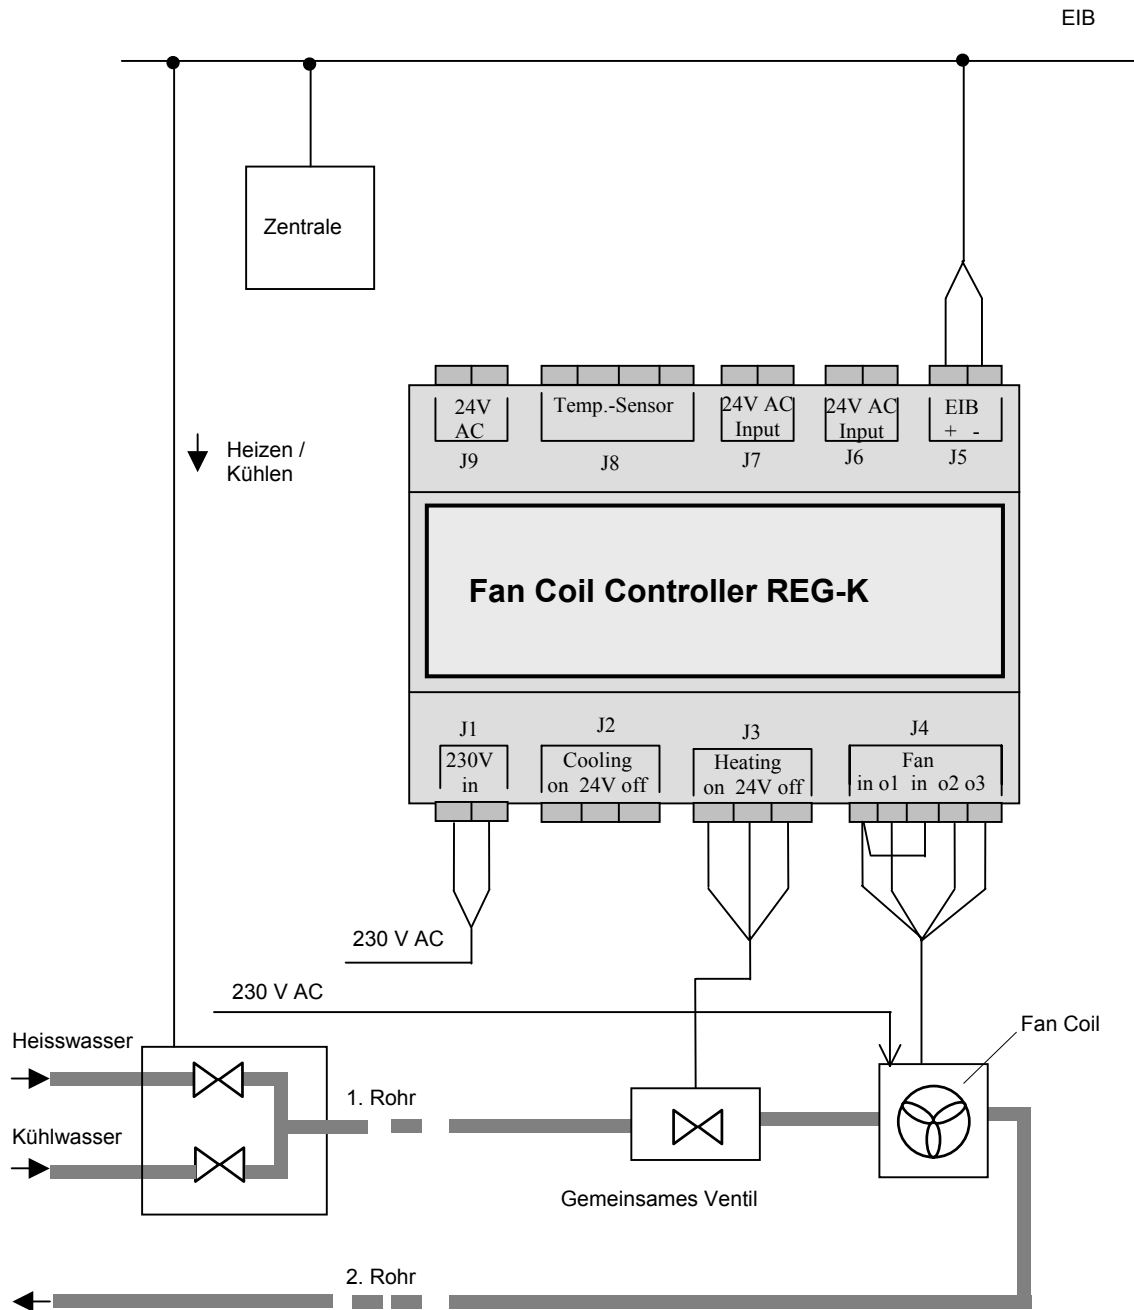 EIB
Zentrale
Heizen /
Kühlen
24V
AC
J9
Temp.-Sensor
J8
24V AC
Input
J7
24V AC
Input
J6
EIB
+ -
J5
Fan Coil Controller REG-K
J1
230V
in
J2
Cooling
on 24V off
J3
Heating
on 24V off
J4
Fan
in o1 in o2 o3
230 V AC
230 V AC
Fan Coil
Heisswasser
1. Rohr
Kühlwasser
Gemeinsames Ventil
2. Rohr